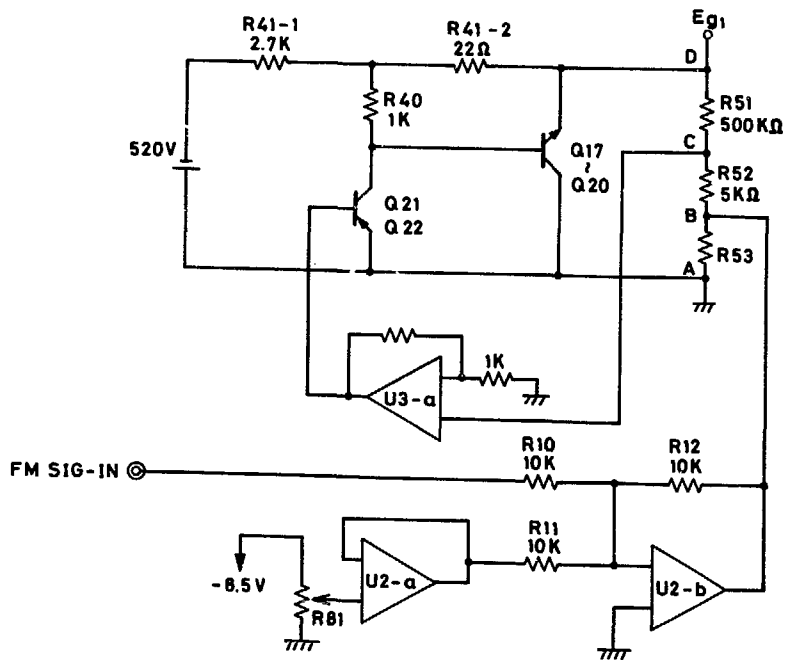 Eg1
R41-1
2.7K
R41-2
22Ω
D
R40
1K
R51
500KΩ
520V
C
Q17
~
Q20
R52
5KΩ
Q21
Q22
B
R53
A
1K
U3-a
R10
10K
R12
10K
FM SIG-IN
R11
10K
-6.5V
U2-a
R81
U2-b